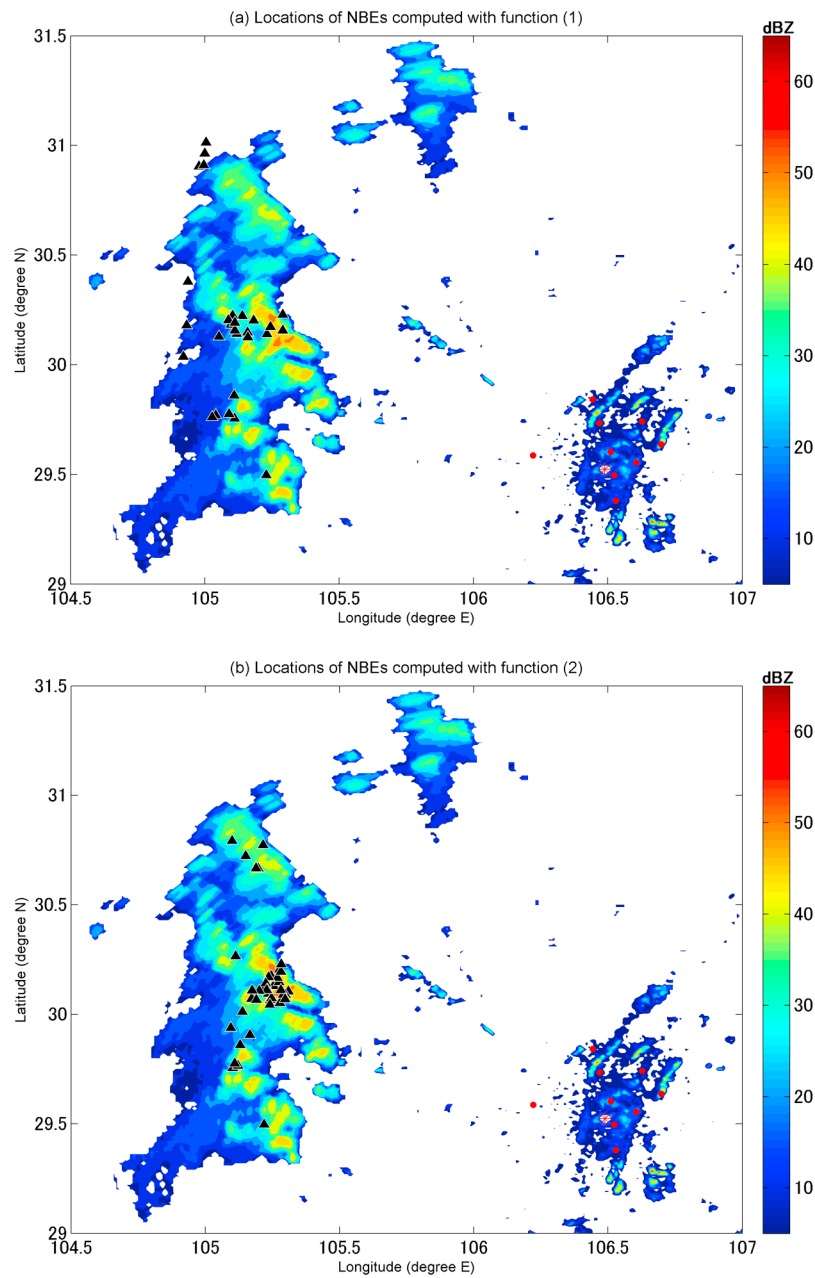 (a) Locations of NBEs computed with function (1)
dBZ
31.5
31
30.5
30
29.5
29
Latitude (degree N)
104.5 105 105.5 106 106.5 107
Longitude (degree E)
60
50
40
30
20
10
(b) Locations of NBEs computed with function (2)
dBZ
31.5
31
30.5
30
29.5
29
Latitude (degree N)
104.5 105 105.5 106 106.5 107
Longitude (degree E)
60
50
40
30
20
10